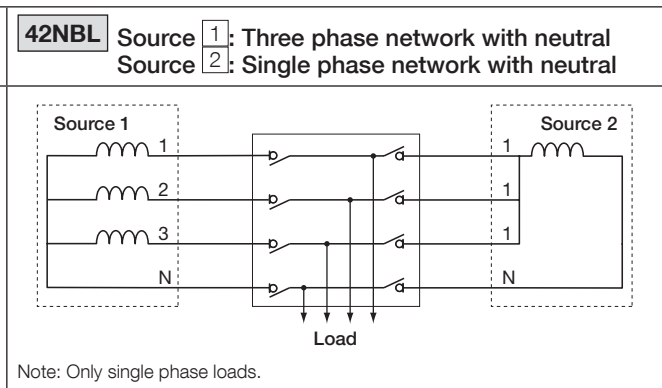 42NBL Source 1: Three phase network with neutral
Source 2: Single phase network with neutral
Source 1
Source 2
1
1
2
1
3
1
N
N
Load
Note: Only single phase loads.